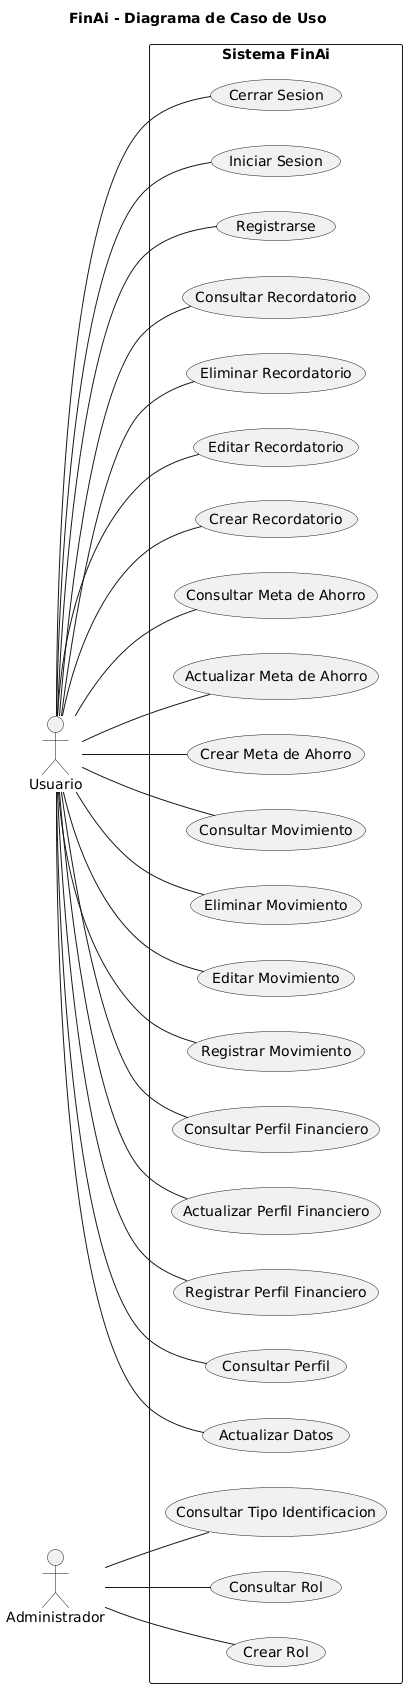 FinAi - Diagrama de Caso de Uso
Sistema FinAi
Cerrar Sesion
Iniciar Sesion
Registrarse
Consultar Recordatorio
Eliminar Recordatorio
Editar Recordatorio
Crear Recordatorio
Consultar Meta de Ahorro
Actualizar Meta de Ahorro
Crear Meta de Ahorro
Usuario
Consultar Movimiento
Eliminar Movimiento
Editar Movimiento
Registrar Movimiento
Consultar Perfil Financiero
Actualizar Perfil Financiero
Registrar Perfil Financiero
Consultar Perfil
Actualizar Datos
Consultar Tipo Identificacion
Consultar Rol
Administrador
Crear Rol